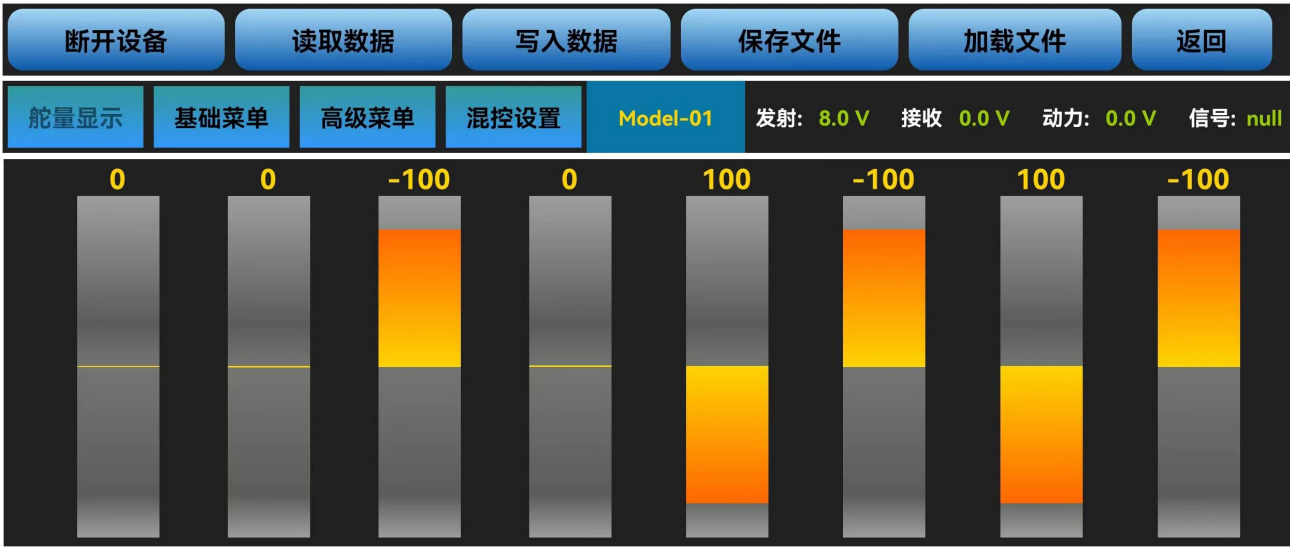 断开设备 读取数据 写入数据 保存文件 加载文件 返回
舵量显示 基础菜单 高级菜单 混控设置 Model-01 发射: 8.0 V 接收 0.0 V 动力: 0.0 V 信号: null
0 0 -100 0 100 -100 100 -100